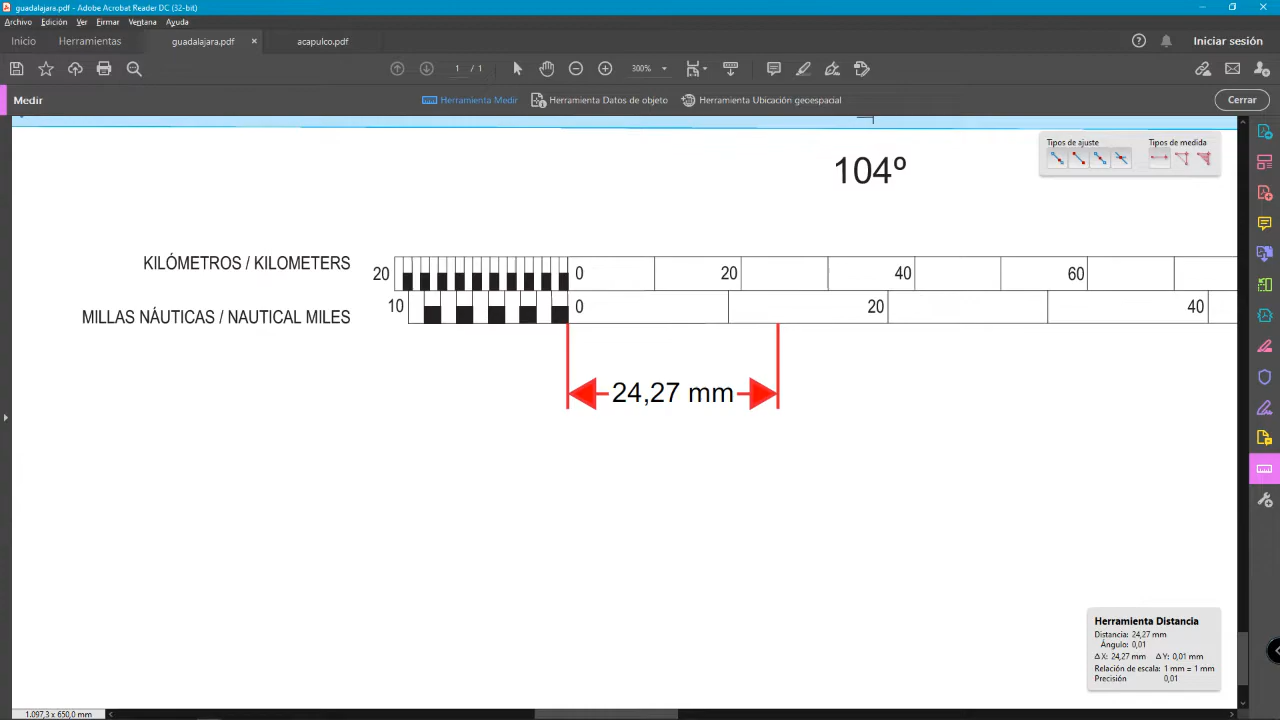 guadalajara.pdf - Adobe Acrobat Reader DC (32-bit)
Archivo Edición Ver Firmar Ventana Ayuda
Inicio Herramientas guadalajara.pdf × acapulco.pdf Iniciar sesión
1 / 1 300%
Medir Herramienta Medir Herramienta Datos de objeto Herramienta Ubicación geoespacial Cerrar
Tipos de ajuste Tipos de medida
104º
KILÓMETROS / KILOMETERS 20 0 20 40 60
MILLAS NÁUTICAS / NAUTICAL MILES 10 0 20 40
24,27 mm
Herramienta Distancia
Distancia: 24,27 mm
Ángulo: 0,01
Δ X: 24,27 mm Δ Y: 0,01 mm
Relación de escala: 1 mm = 1 mm
Precisión 0,01
1.097,3 x 650,0 mm